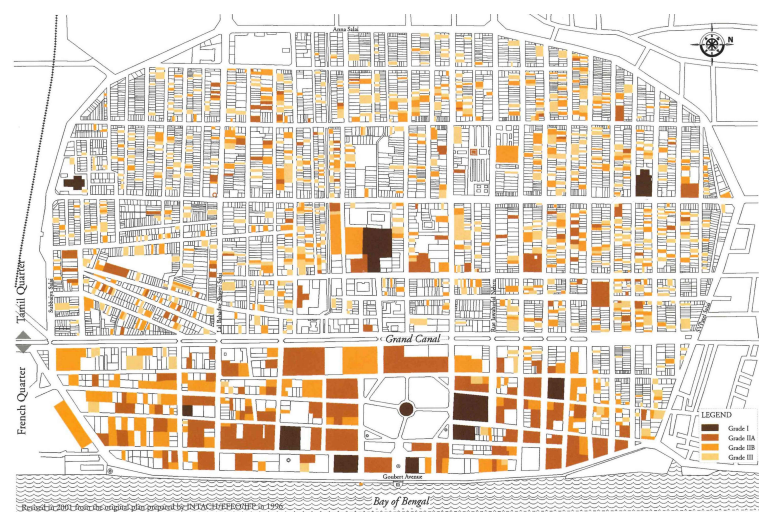 Anna Salai
N
Tamil Quarter
French Quarter
Grand Canal
LEGEND
Grade I
Grade IIA
Grade IIB
Grade III
Goubert Avenue
Bay of Bengal
Revised in 2001 from the original plan prepared by INTACH/EFEO/IFP in 1996